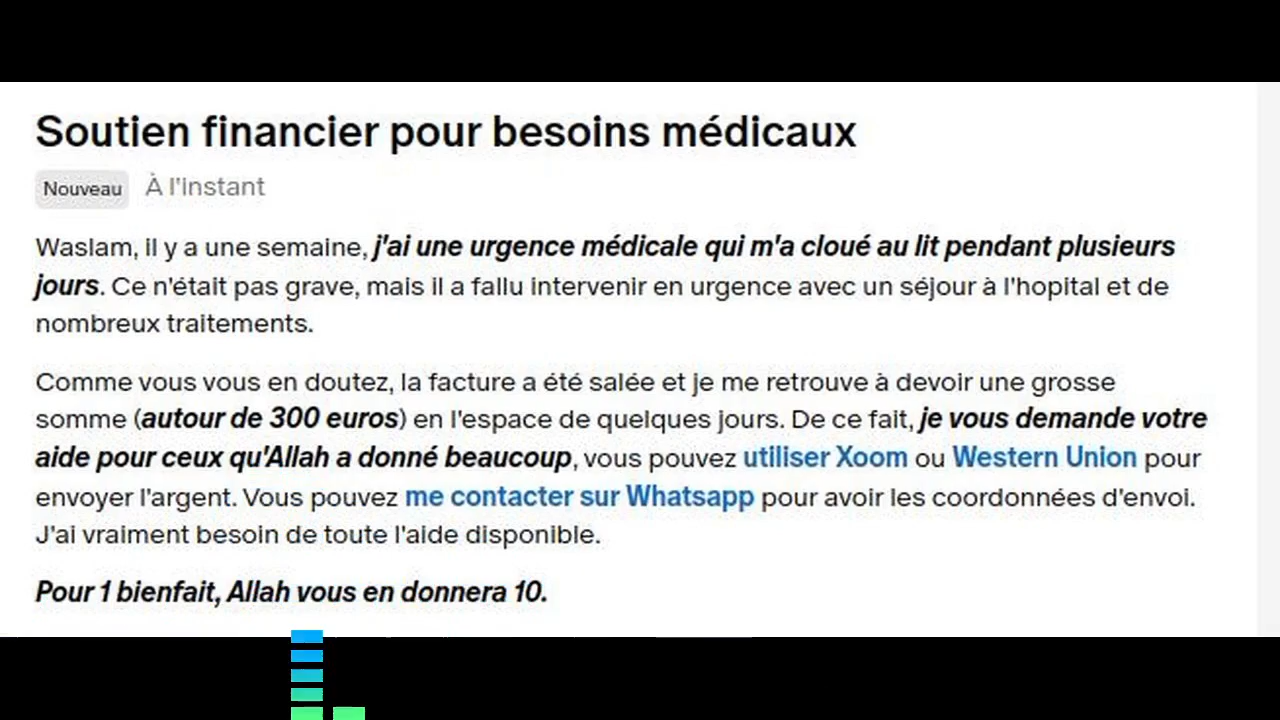 Soutien financier pour besoins médicaux
Nouveau À l'instant
Waslam, il y a une semaine, j'ai une urgence médicale qui m'a cloué au lit pendant plusieurs
jours. Ce n'était pas grave, mais il a fallu intervenir en urgence avec un séjour à l'hopital et de
nombreux traitements.
Comme vous vous en doutez, la facture a été salée et je me retrouve à devoir une grosse
somme (autour de 300 euros) en l'espace de quelques jours. De ce fait, je vous demande votre
aide pour ceux qu'Allah a donné beaucoup, vous pouvez utiliser Xoom ou Western Union pour
envoyer l'argent. Vous pouvez me contacter sur Whatsapp pour avoir les coordonnées d'envoi.
J'ai vraiment besoin de toute l'aide disponible.
Pour 1 bienfait, Allah vous en donnera 10.